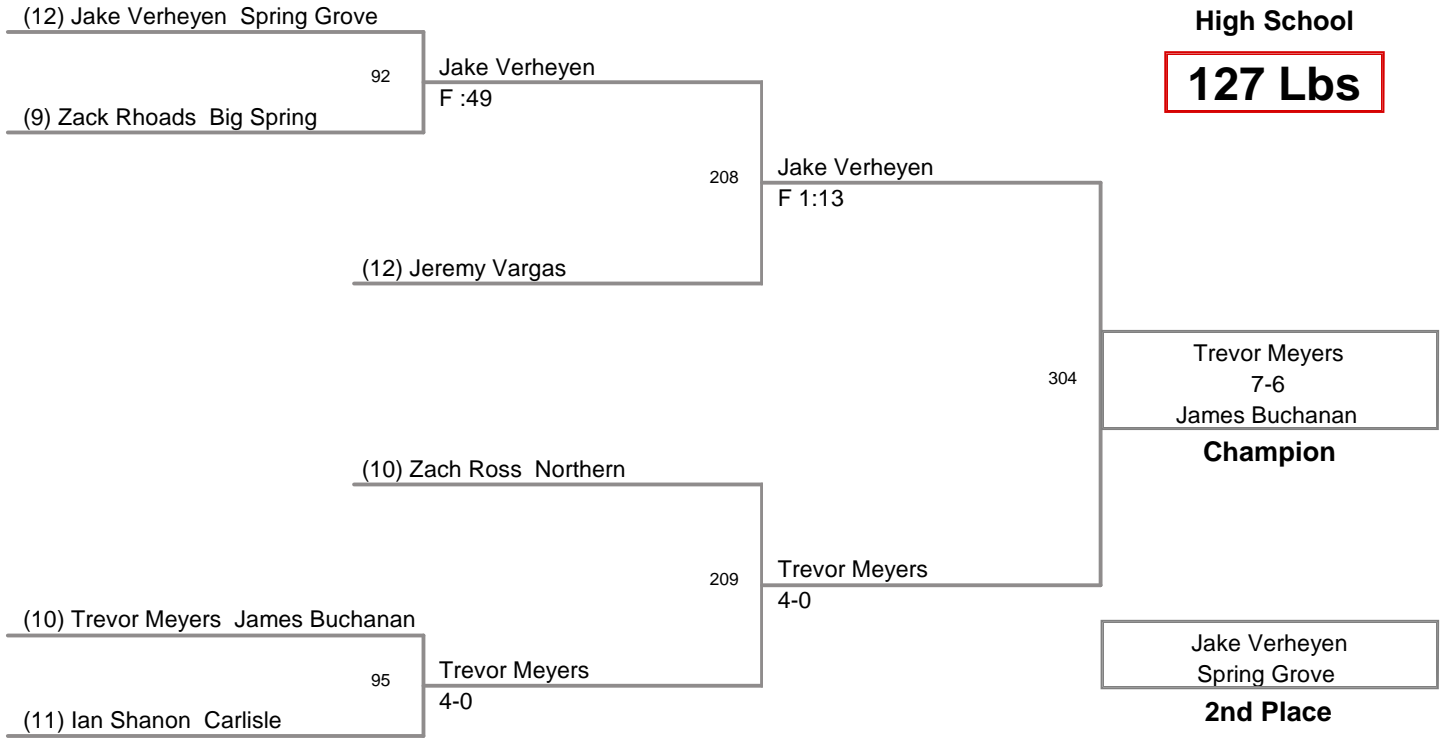 (12) Jake Verheyen  Spring Grove
High School
127 Lbs
92
Jake Verheyen
F :49
(9) Zack Rhoads  Big Spring
208
Jake Verheyen
F 1:13
(12) Jeremy Vargas
304
Trevor Meyers
7-6
James Buchanan
Champion
(10) Zach Ross  Northern
209
Trevor Meyers
4-0
(10) Trevor Meyers  James Buchanan
95
Trevor Meyers
4-0
(11) Ian Shanon  Carlisle
Jake Verheyen
Spring Grove
2nd Place